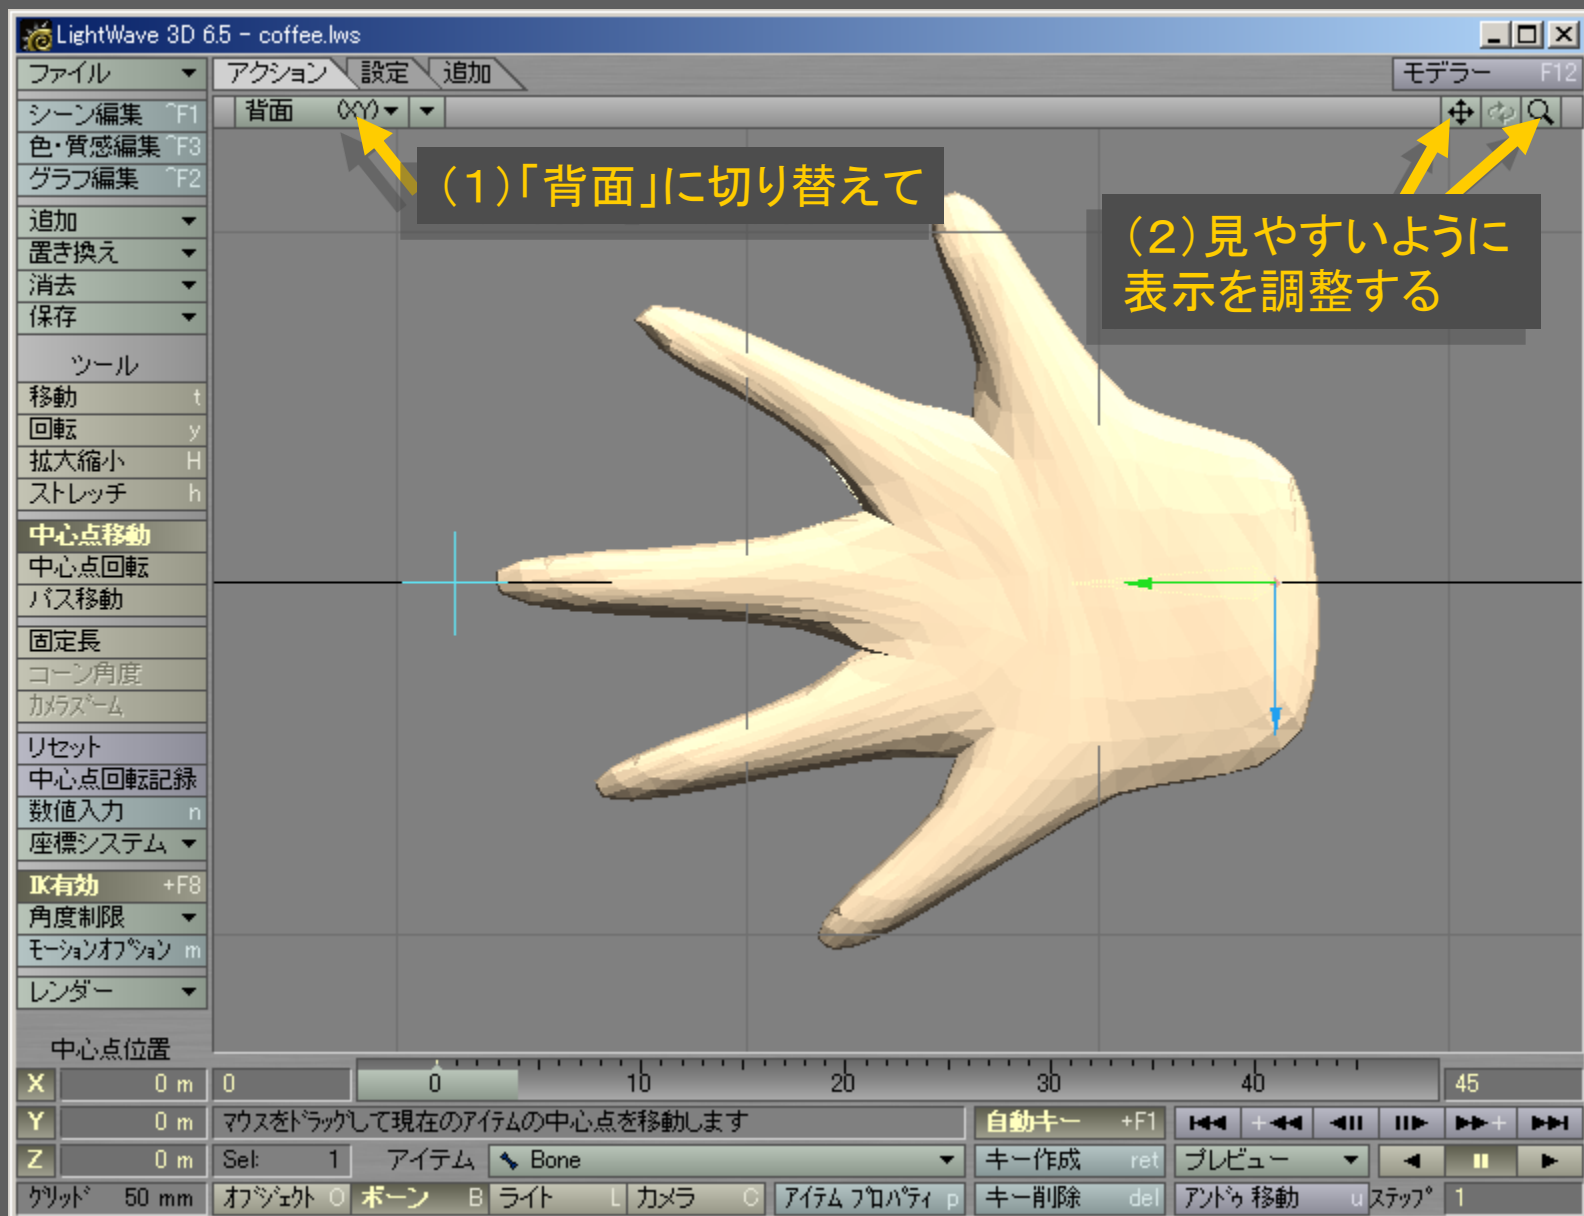 LightWave 3D 6.5 - coffee.lws
ファイル
アクション 設定 追加
モデラー F12
背面 (XY)
シーン編集 ^F1
色・質感編集 ^F3
グラフ編集 ^F2
(1)「背面」に切り替えて
(2)見やすいように
表示を調整する
追加
置き換え
消去
保存
ツール
移動 t
回転 y
拡大縮小 H
ストレッチ h
中心点移動
中心点回転
パス移動
固定長
コーン角度
カメラズーム
リセット
中心点回転記録
数値入力 n
座標システム
IK有効 +F8
角度制限
モーションオプション m
レンダー
中心点位置
X 0 m 0 0 10 20 30 40 45
Y 0 m マウスをドラッグして現在のアイテムの中心点を移動します 自動キー +F1
Z 0 m Sel: 1 アイテム Bone キー作成 ret プレビュー
グリッド 50 mm オブジェクト O ボーン B ライト L カメラ C アイテム プロパティ p キー削除 del アンドゥ 移動 u ステップ 1